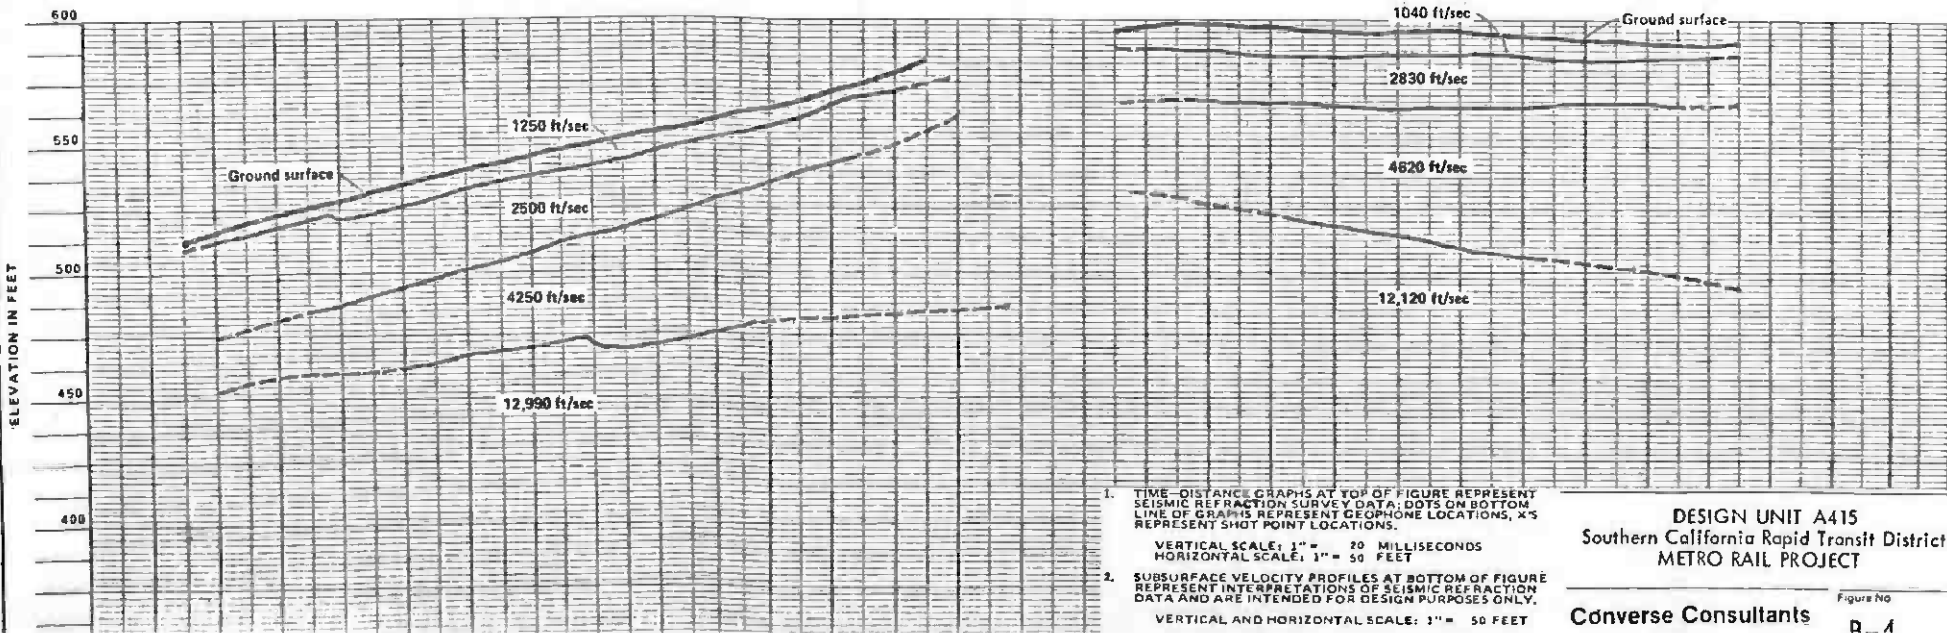 600
550
500
450
400
ELEVATION IN FEET
Ground surface
1250 ft/sec
2500 ft/sec
4250 ft/sec
12,990 ft/sec
1040 ft/sec
Ground surface
2830 ft/sec
4620 ft/sec
12,120 ft/sec
1. TIME-DISTANCE GRAPHS AT TOP OF FIGURE REPRESENT
SEISMIC REFRACTION SURVEY DATA; DOTS ON BOTTOM
LINE OF GRAPHS REPRESENT GEOPHONE LOCATIONS, X'S
REPRESENT SHOT POINT LOCATIONS.
VERTICAL SCALE: 1" = 20 MILLISECONDS
HORIZONTAL SCALE: 1" = 50 FEET
2. SUBSURFACE VELOCITY PROFILES AT BOTTOM OF FIGURE
REPRESENT INTERPRETATIONS OF SEISMIC REFRACTION
DATA AND ARE INTENDED FOR DESIGN PURPOSES ONLY.
VERTICAL AND HORIZONTAL SCALE: 1" = 50 FEET
DESIGN UNIT A415
Southern California Rapid Transit District
METRO RAIL PROJECT
Converse Consultants
Figure No
B-4